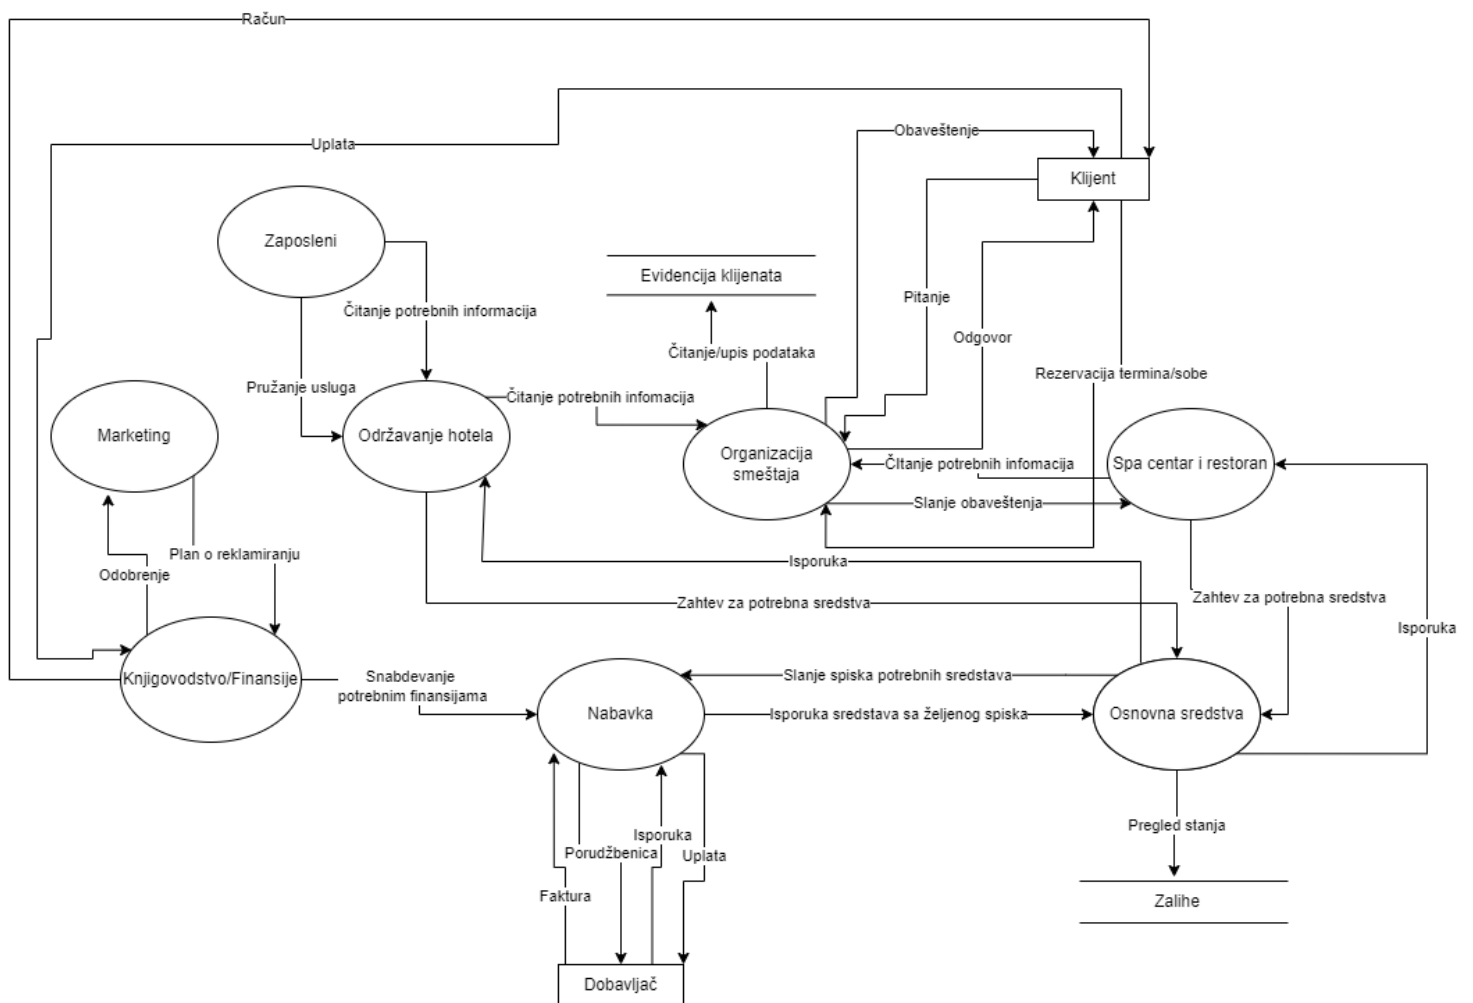 Račun
Uplata
Obaveštenje
Klijent
Zaposleni
Evidencija klijenata
Pitanje
Čitanje potrebnih informacija
Odgovor
Čitanje/upis podataka
Rezervacija termina/sobe
Pružanje usluga
Čitanje potrebnih infomacija
Marketing
Održavanje hotela
Organizacija
smeštaja
ČItanje potrebnih infomacija
Spa centar i restoran
Slanje obaveštenja
Plan o reklamiranju
Odobrenje
Isporuka
Zahtev za potrebna sredstva
Zahtev za potrebna sredstva
Isporuka
Knjigovodstvo/Finansije
Snabdevanje
potrebnim finansijama
Slanje spiska potrebnih sredstava
Nabavka
Isporuka sredstava sa željenog spiska
Osnovna sredstva
Pregled stanja
Isporuka
Porudžbenica
Uplata
Faktura
Zalihe
Dobavljač